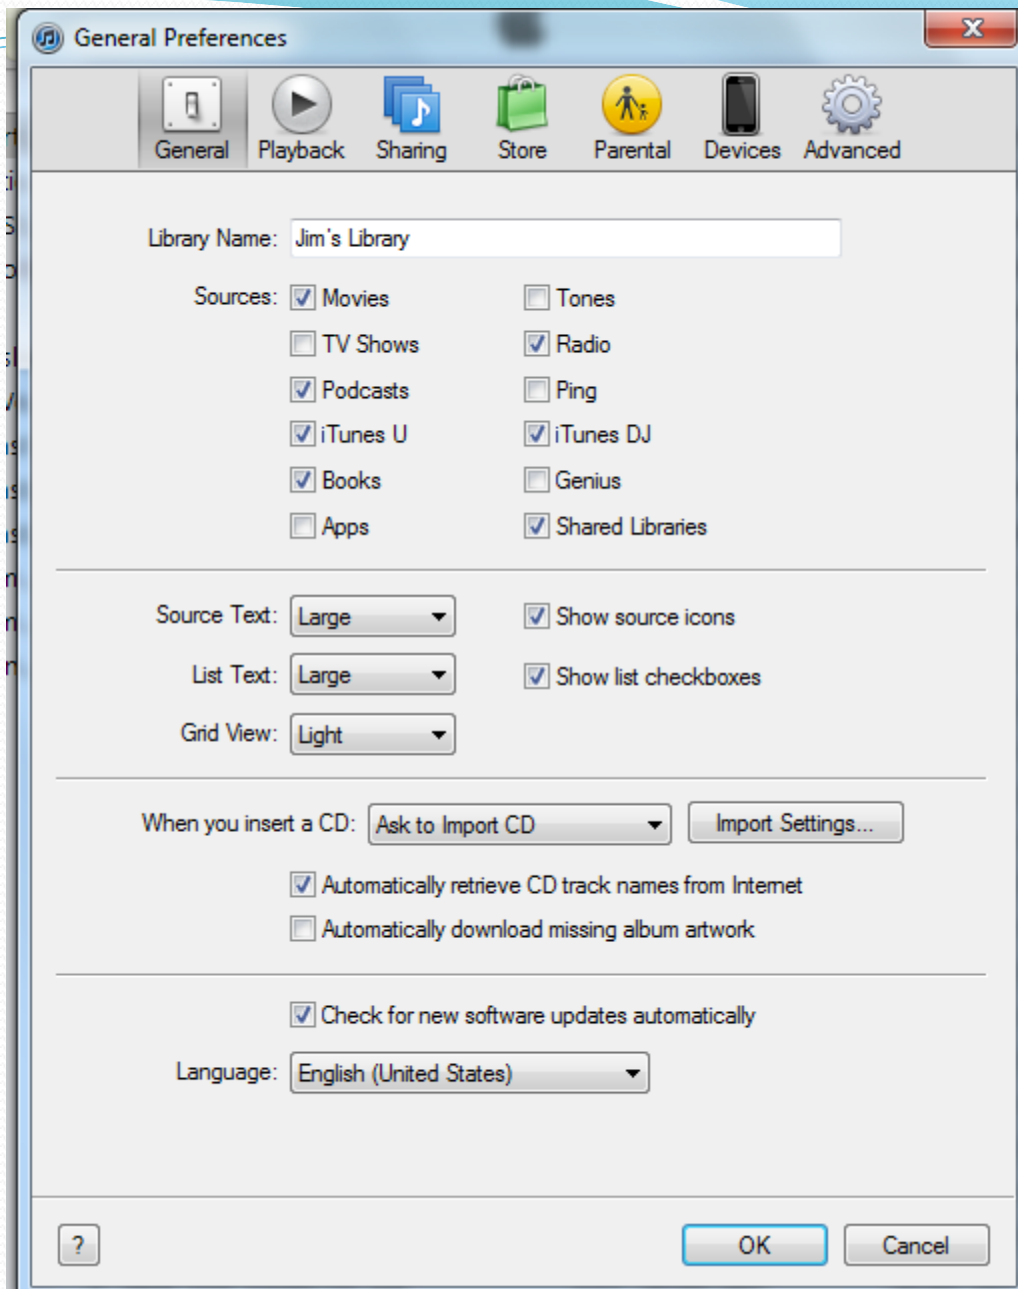 General Preferences
General Playback Sharing Store Parental Devices Advanced
Library Name: Jim's Library
Sources: Movies Tones
TV Shows Radio
Podcasts Ping
iTunes U iTunes DJ
Books Genius
Apps Shared Libraries
Source Text: Large Show source icons
List Text: Large Show list checkboxes
Grid View: Light
When you insert a CD: Ask to Import CD Import Settings...
Automatically retrieve CD track names from Internet
Automatically download missing album artwork
Check for new software updates automatically
Language: English (United States)
? OK Cancel